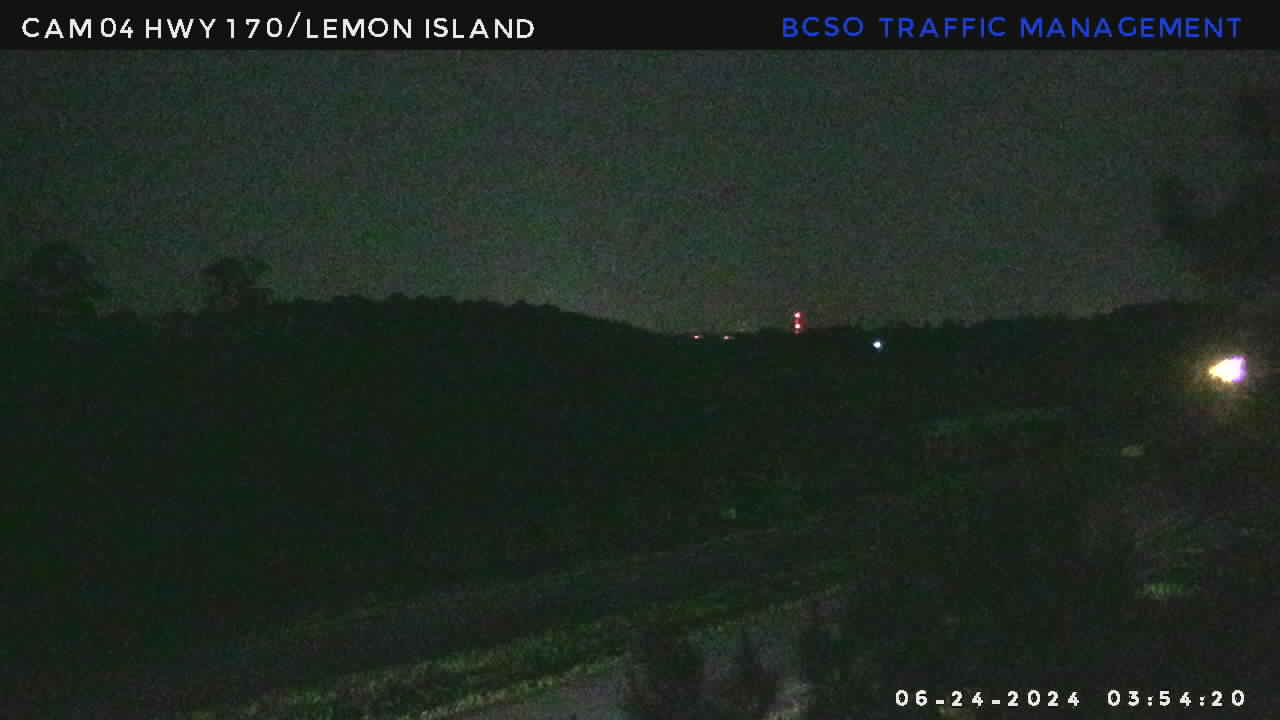 CAM04 HWY 170/LEMON ISLAND
BCSO TRAFFIC MANAGEMENT
06-24-2024 03:54:20